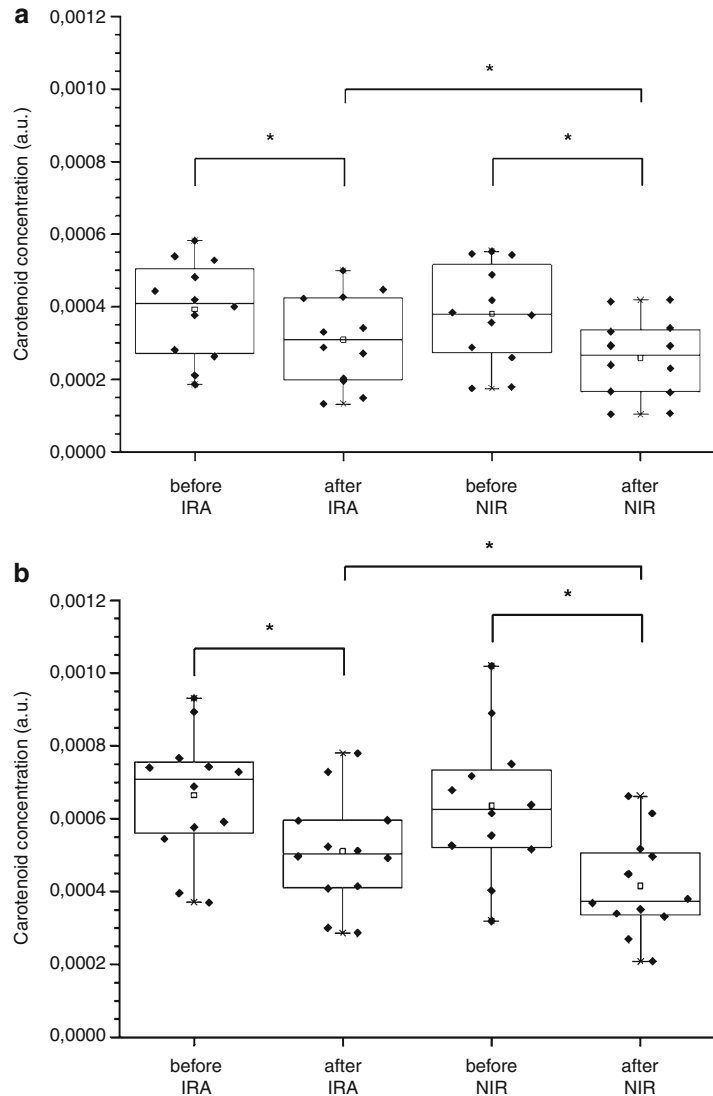 a
Carotenoid concentration (a.u.)
0,0012
0,0010
0,0008
0,0006
0,0004
0,0002
0,0000
*
*
*
before after before after
IRA IRA NIR NIR
b
Carotenoid concentration (a.u.)
0,0012
0,0010
0,0008
0,0006
0,0004
0,0002
0,0000
*
*
*
before after before after
IRA IRA NIR NIR